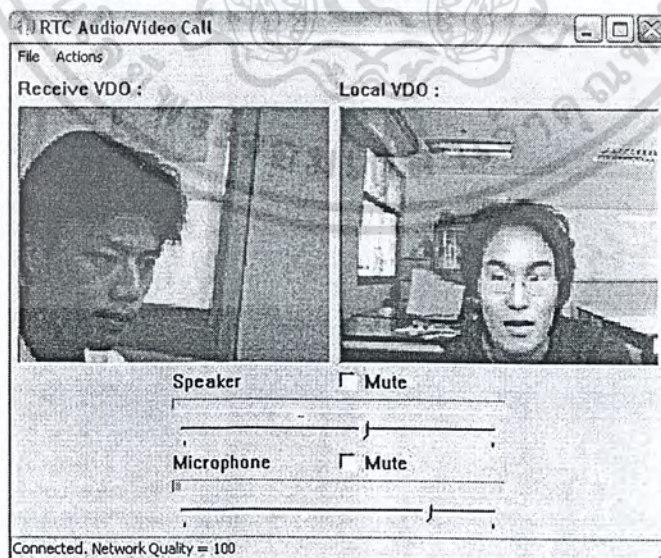 RTC Audio/Video Call
File Actions
Receive VDO : Local VDO :
Speaker Mute
Microphone Mute
Connected, Network Quality = 100